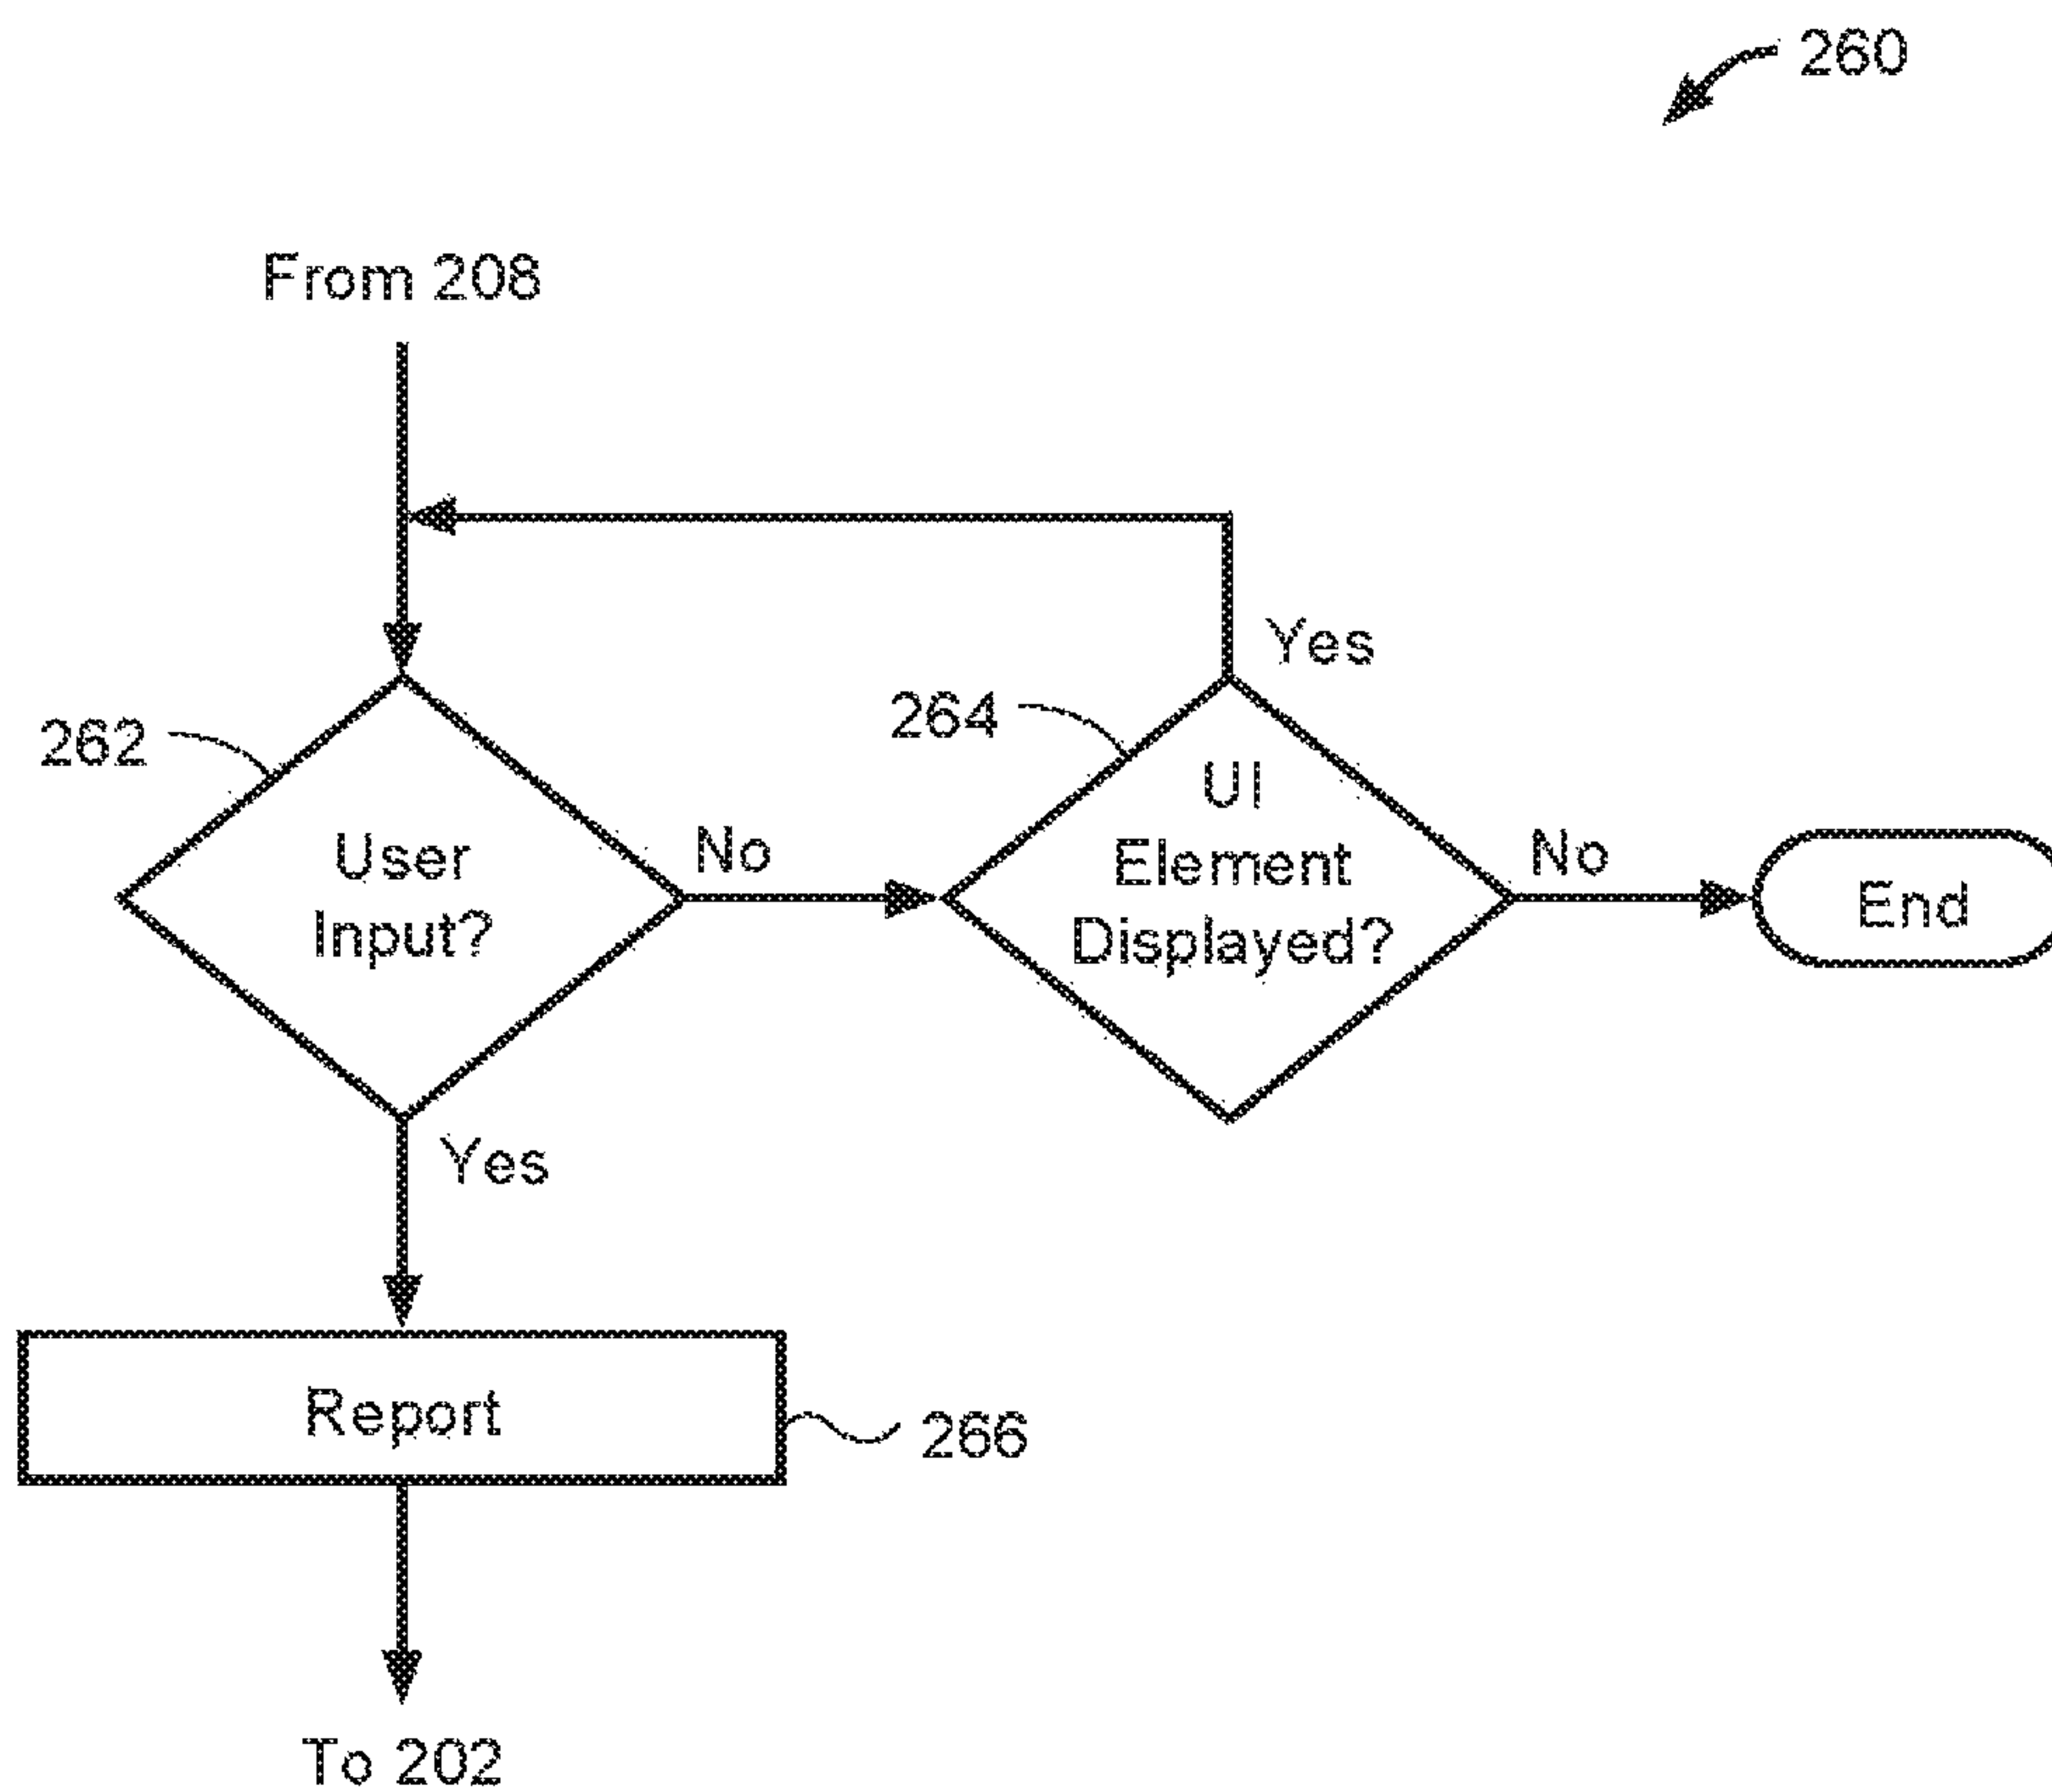 260
From 208
Yes
262
264
User
Input?
No
UI
Element
Displayed?
No
End
Yes
Report
266
To 202